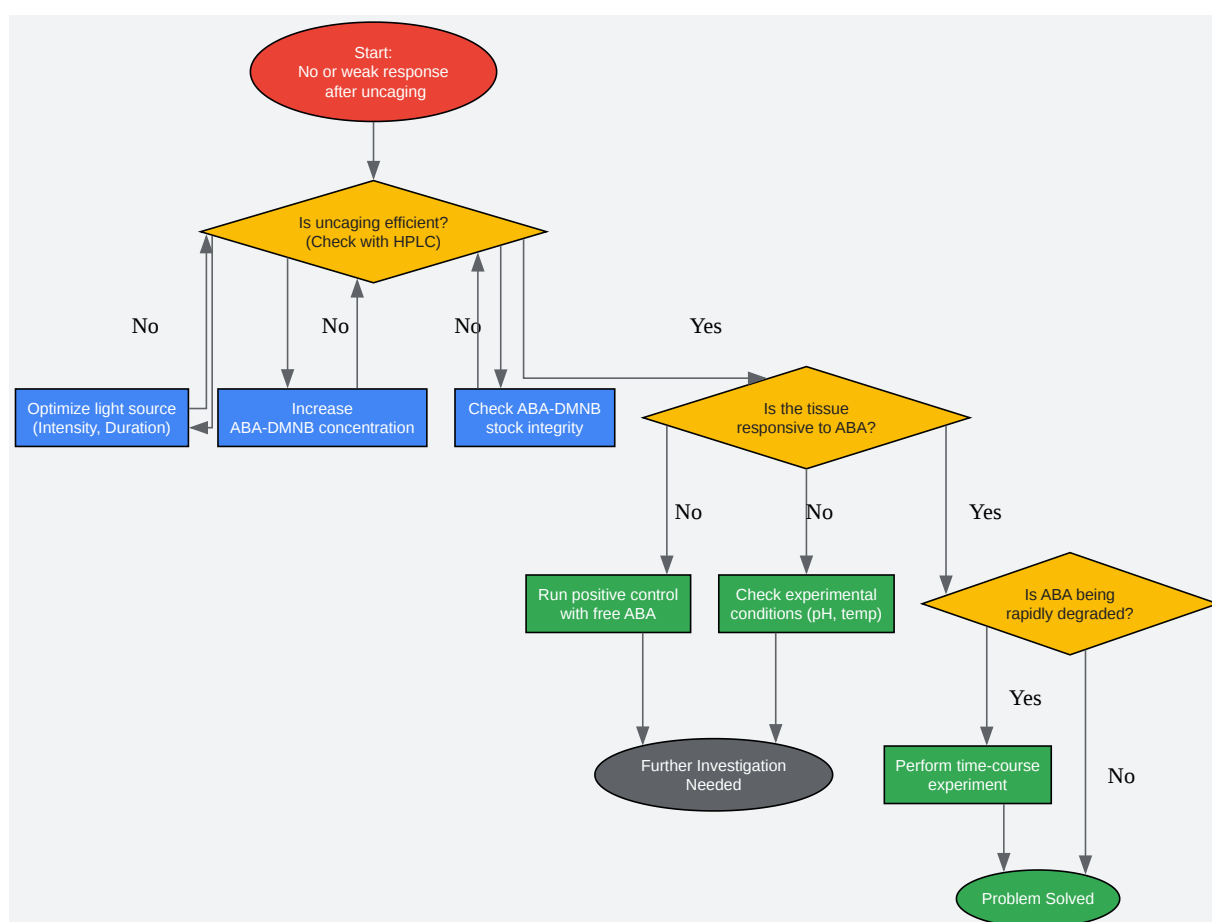 Start:
No or weak response
after uncaging
Is uncaging efficient?
(Check with HPLC)
No
No
No
Yes
Optimize light source
(Intensity, Duration)
Increase
ABA-DMNB concentration
Check ABA-DMNB
stock integrity
Is the tissue
responsive to ABA?
No
No
Yes
Run positive control
with free ABA
Check experimental
conditions (pH, temp)
Is ABA being
rapidly degraded?
Yes
No
Further Investigation
Needed
Perform time-course
experiment
Problem Solved